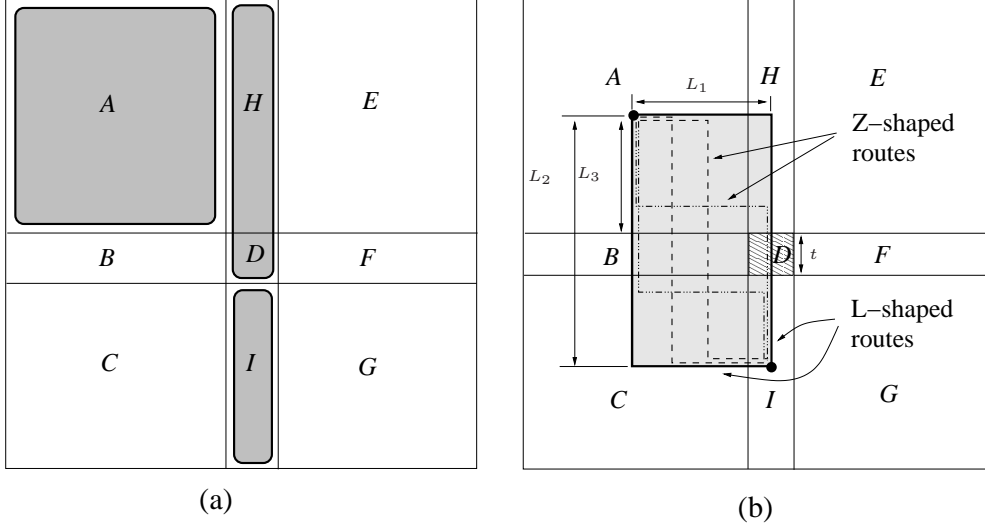 A
H
E
B
D
F
C
I
G
(a)
A
H
E
L1
Z−shaped
routes
L2
L3
B
D
t
F
L−shaped
routes
C
I
G
(b)